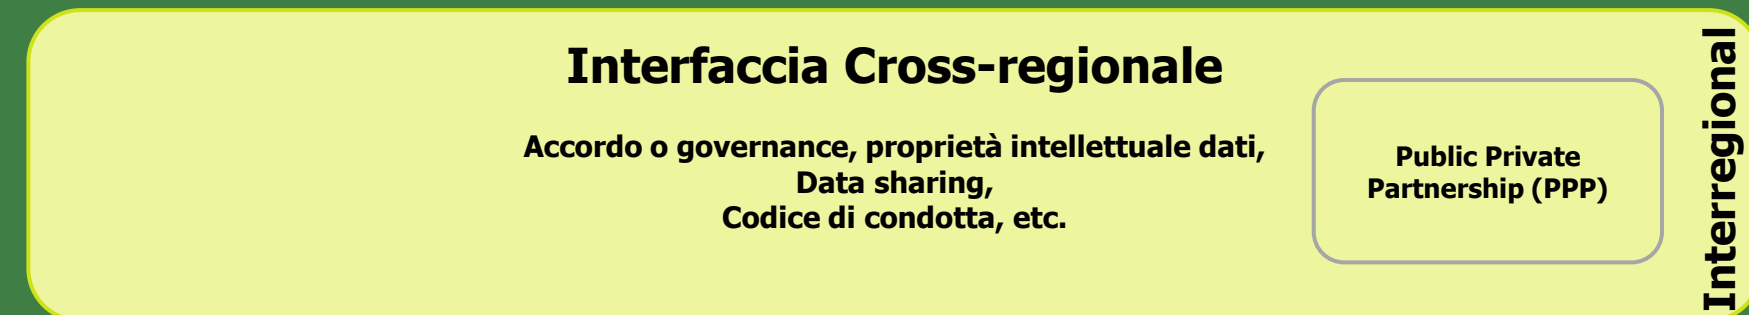 Interfaccia Cross-regionale
Accordo o governance, proprietà intellettuale dati,
Data sharing,
Codice di condotta, etc.
Public Private
Partnership (PPP)
Interregional